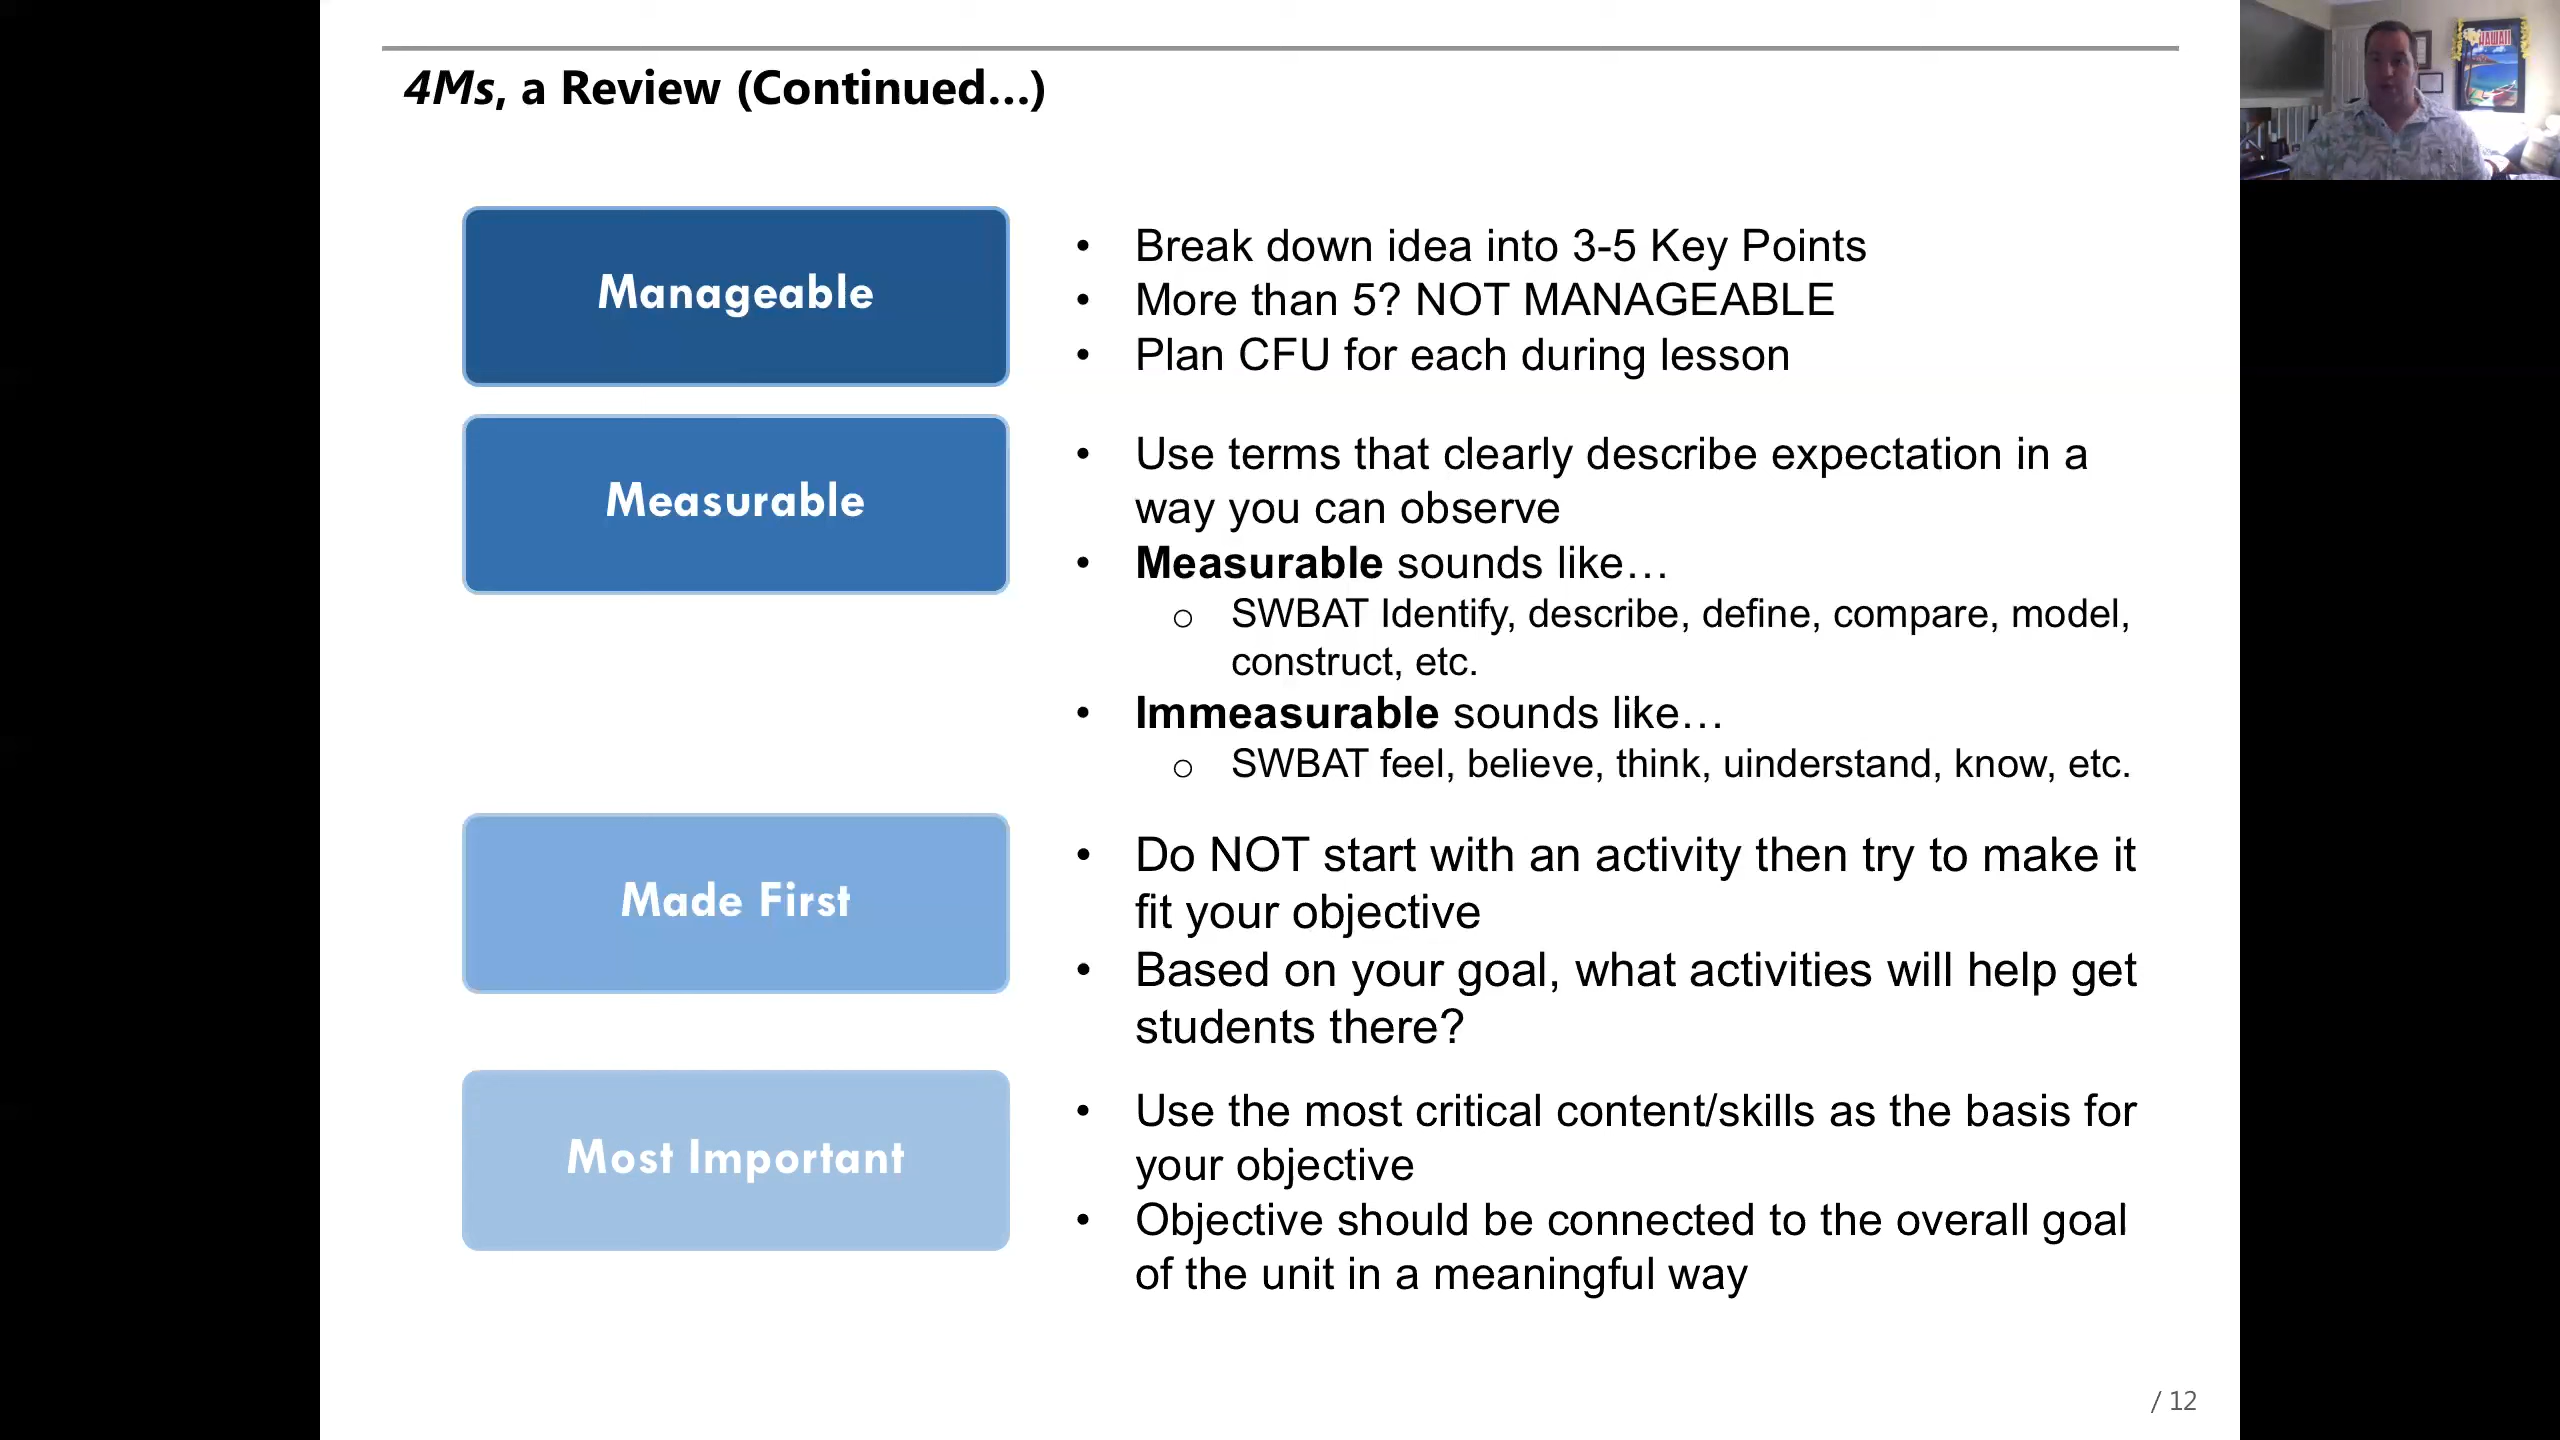 4Ms, a Review (Continued...)
HAWAII
Manageable
• Break down idea into 3-5 Key Points
• More than 5? NOT MANAGEABLE
• Plan CFU for each during lesson
Measurable
• Use terms that clearly describe expectation in a
way you can observe
• Measurable sounds like…
o SWBAT Identify, describe, define, compare, model,
construct, etc.
• Immeasurable sounds like…
o SWBAT feel, believe, think, uinderstand, know, etc.
Made First
• Do NOT start with an activity then try to make it
fit your objective
• Based on your goal, what activities will help get
students there?
Most Important
• Use the most critical content/skills as the basis for
your objective
• Objective should be connected to the overall goal
of the unit in a meaningful way
/ 12